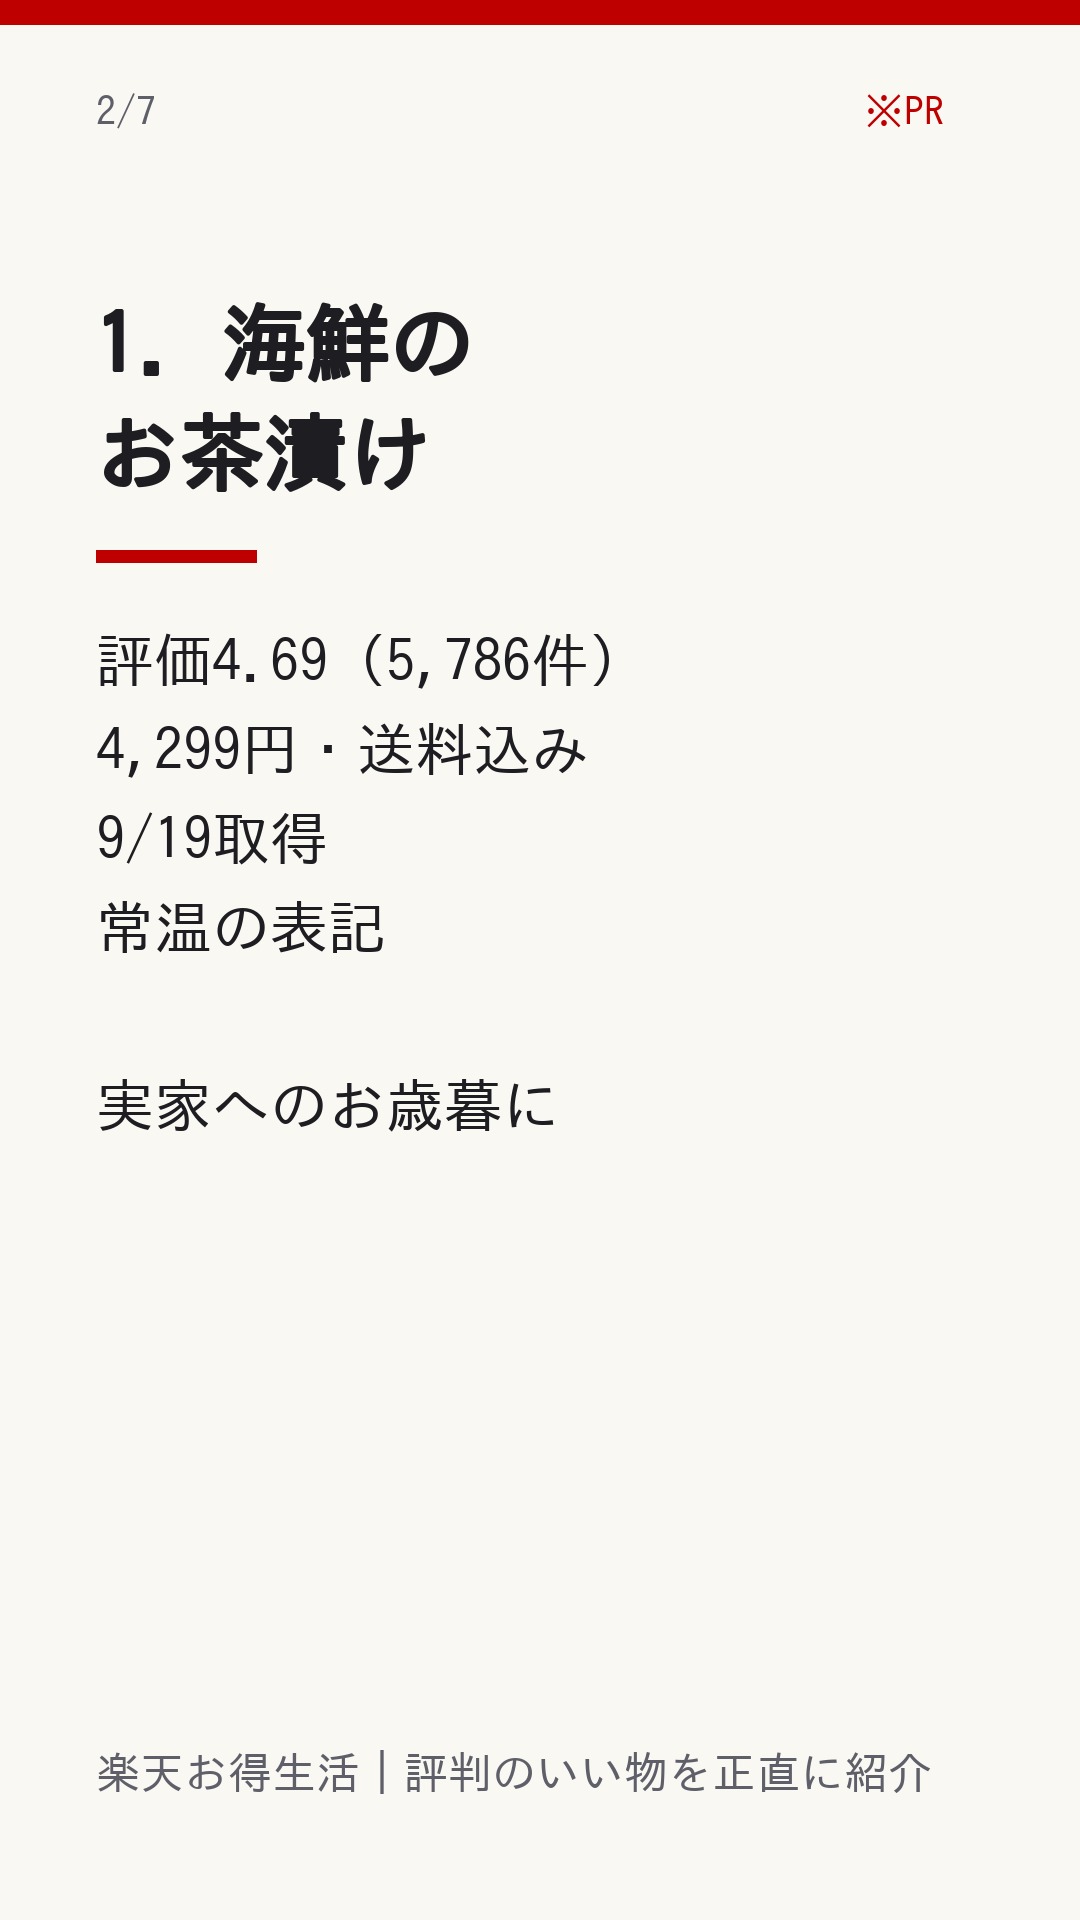 2/7
※PR
1. 海鮮の
お茶漬け
評価4.69（5,786件）
4,299円・送料込み
9/19取得
常温の表記
実家へのお歳暮に
楽天お得生活｜評判のいい物を正直に紹介